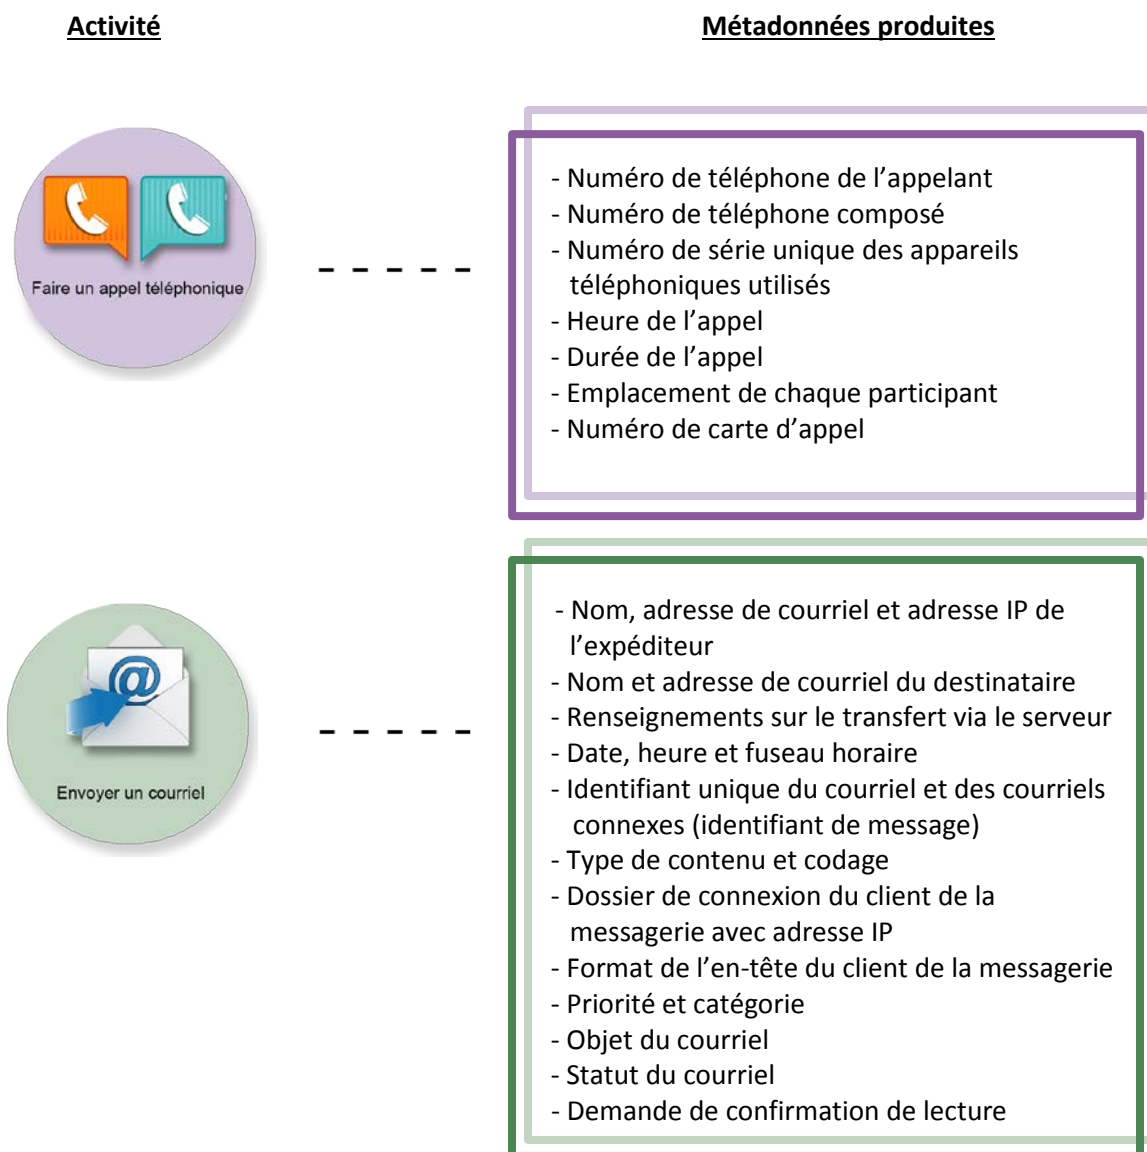 Activité
Métadonnées produites
Faire un appel téléphonique
- Numéro de téléphone de l’appelant
- Numéro de téléphone composé
- Numéro de série unique des appareils
téléphoniques utilisés
- Heure de l’appel
- Durée de l’appel
- Emplacement de chaque participant
- Numéro de carte d’appel
@
Envoyer un courriel
- Nom, adresse de courriel et adresse IP de
l’expéditeur
- Nom et adresse de courriel du destinataire
- Renseignements sur le transfert via le serveur
- Date, heure et fuseau horaire
- Identifiant unique du courriel et des courriels
connexes (identifiant de message)
- Type de contenu et codage
- Dossier de connexion du client de la
messagerie avec adresse IP
- Format de l’en-tête du client de la messagerie
- Priorité et catégorie
- Objet du courriel
- Statut du courriel
- Demande de confirmation de lecture